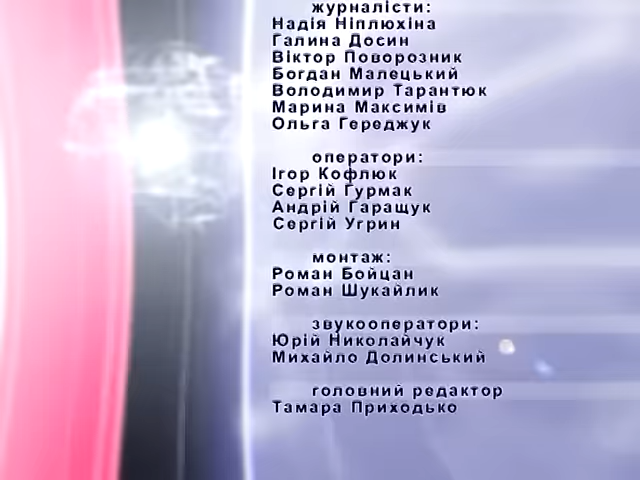 журналісти:
Надія Ніплюхіна
Галина Досин
Віктор Поворозник
Богдан Малецький
Володимир Тарантюк
Марина Максимів
Ольга Гереджук
оператори:
Ігор Кофлюк
Сергій Гурмак
Андрій Гаращук
Сергій Угрин
монтаж:
Роман Бойцан
Роман Шукайлик
звукооператори:
Юрій Николайчук
Михайло Долинський
головний редактор
Тамара Приходько